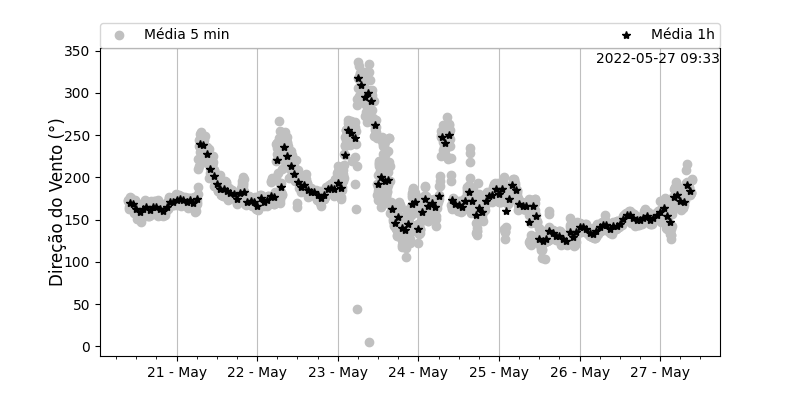 Média 5 min
Média 1h
2022-05-27 09:33
Direção do Vento (°)
350
300
250
200
150
100
50
0
21 - May
22 - May
23 - May
24 - May
25 - May
26 - May
27 - May